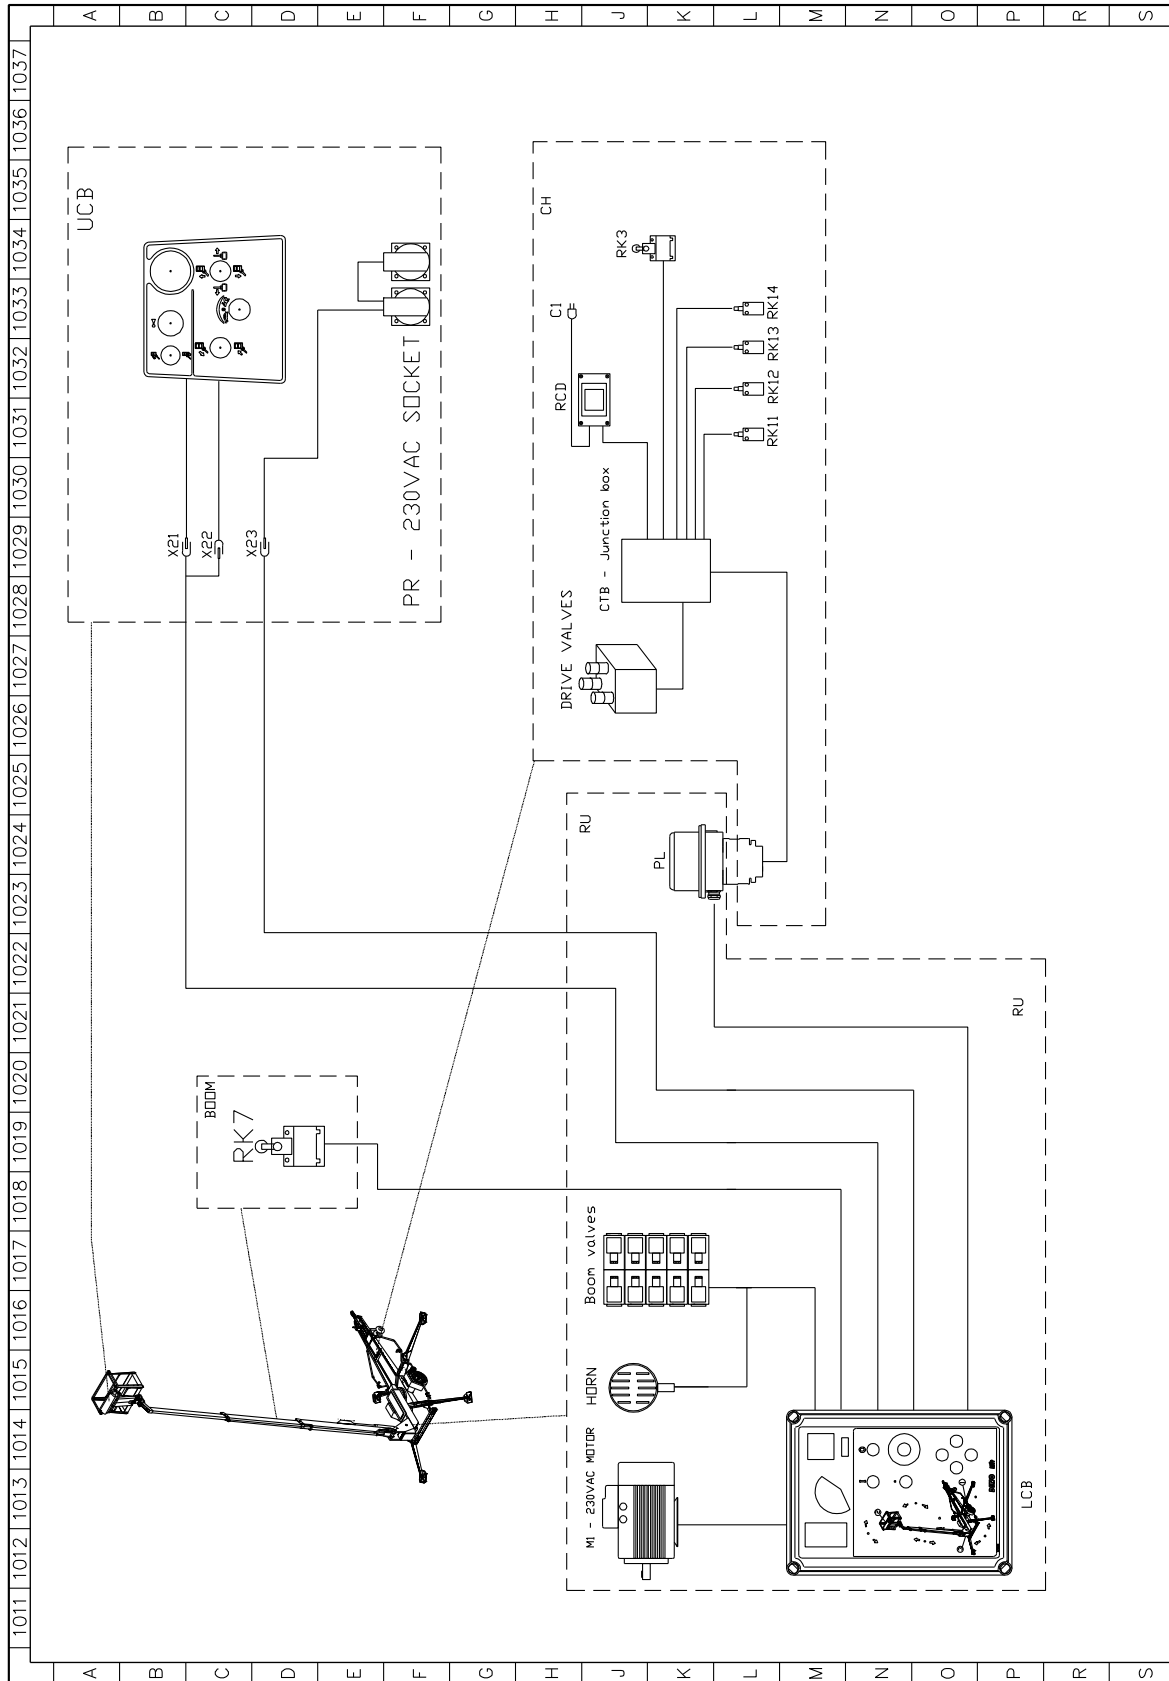 A B C D E F G H J K L M N O P R S
1037
1036
1035
1034
1033
1032
1031
1030
1029
1028
1027
1026
1025
1024
1023
1022
1021
1020
1019
1018
1017
1016
1015
1014
1013
1012
1011
UCB
X21
X22
X23
PR - 230VAC SOCKET
CH
RK3
C1
RCD
RK14
RK13
RK12
RK11
CTB - Junction box
DRIVE VALVES
RU
PL
RU
BOOM
RK7
Boom valves
HORN
M1 - 230VAC MOTOR
LCB
A B C D E F G H J K L M N O P R S